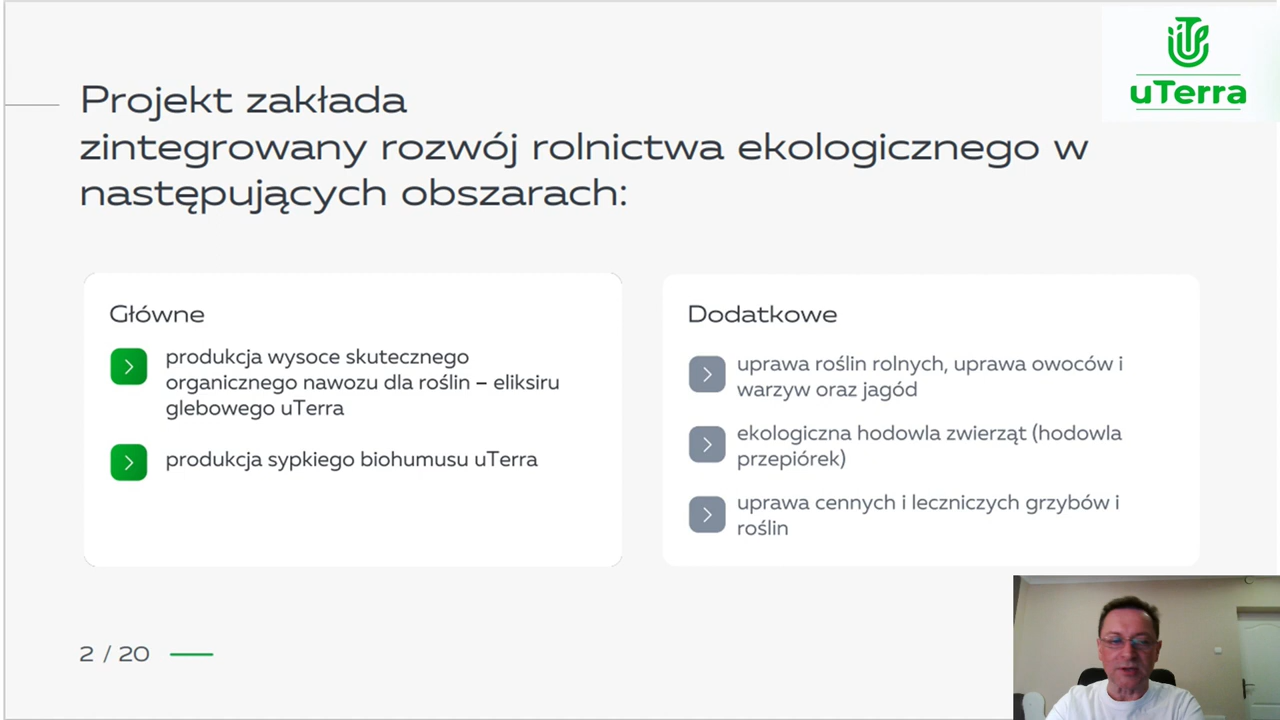 uTerra
Projekt zakłada
zintegrowany rozwój rolnictwa ekologicznego w
następujących obszarach:
Główne
produkcja wysoce skutecznego
organicznego nawozu dla roślin – eliksiru
glebowego uTerra
produkcja sypkiego biohumusu uTerra
Dodatkowe
uprawa roślin rolnych, uprawa owoców i
warzyw oraz jagód
ekologiczna hodowla zwierząt (hodowla
przepiórek)
uprawa cennych i leczniczych grzybów i
roślin
2 / 20